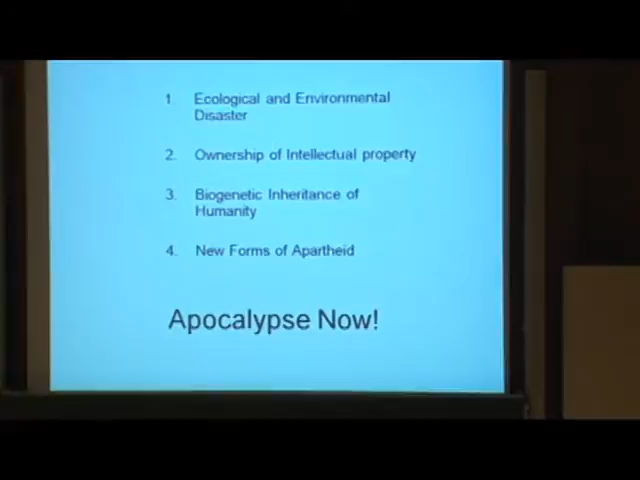 1 Ecological and Environmental
Disaster
2. Ownership of Intellectual property
3. Biogenetic Inheritance of
Humanity
4. New Forms of Apartheid
Apocalypse Now!